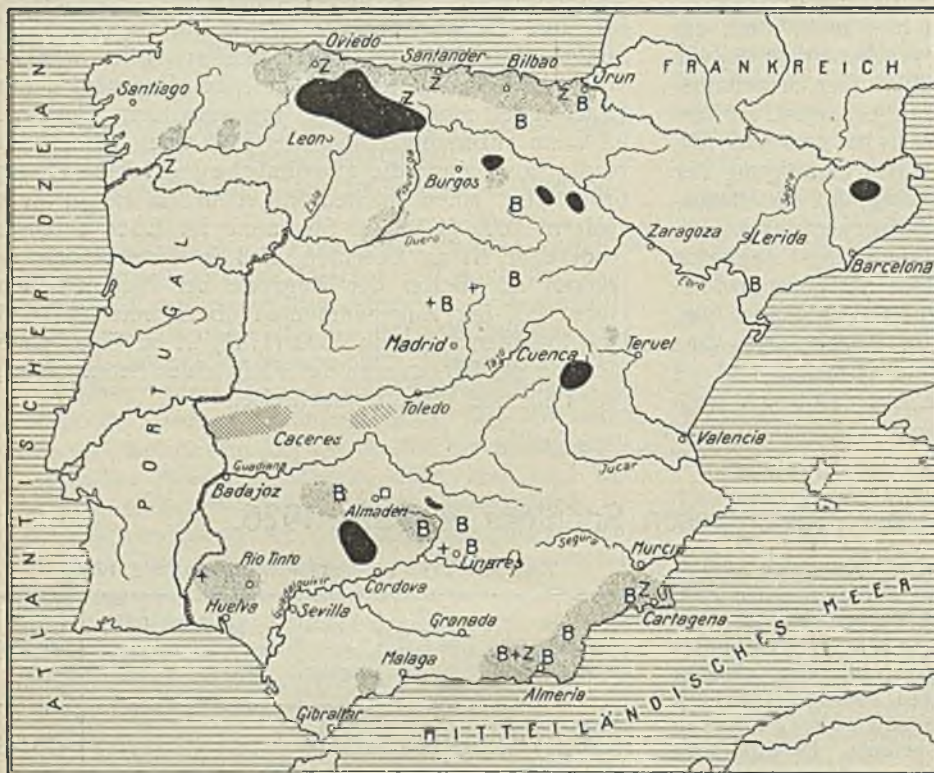 Oviedo
Santander
Bilbao
Irun
FRANKREICH
Z
Z
Z
Z
B
B
Santiago
Leon
Z
Burgos
B
Segre
Zaragoza
Lerida
Barcelona
Duero
Ebro
B
B
+ B +
Madrid
Tajo
Cuenca
Teruel
Toledo
Caceres
Valencia
Jucar
Guadiana
Badajoz
B
Almaden
B
B
B
+
Linares
Segura
Murcia
Rio Tinto
+
Cordova
Huelva
Guadalquivir
Sevilla
Granada
B Z
Cartagena
B
B + Z B
Malaga
Almeria
Gibraltar
PORTUGAL
ATLANTISCHER OZEAN
MITTELLÄNDISCHES MEER